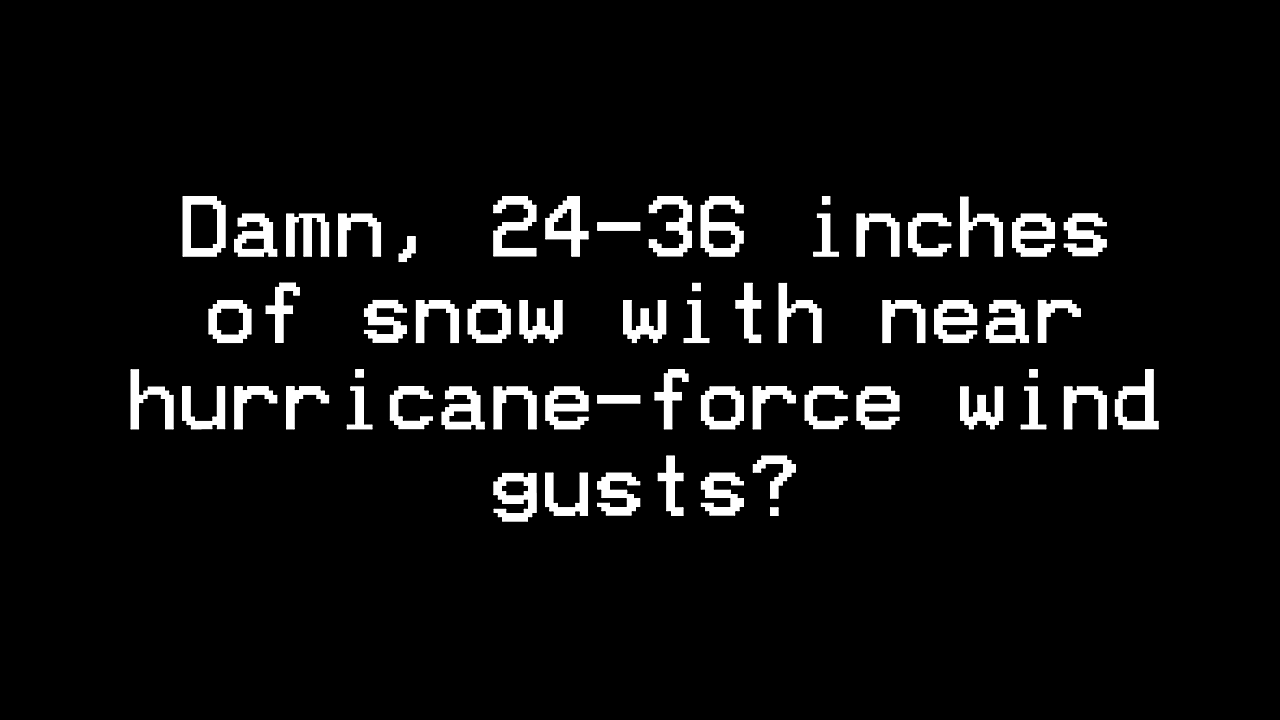 Damn, 24-36 inches
of snow with near
hurricane-force wind
gusts?